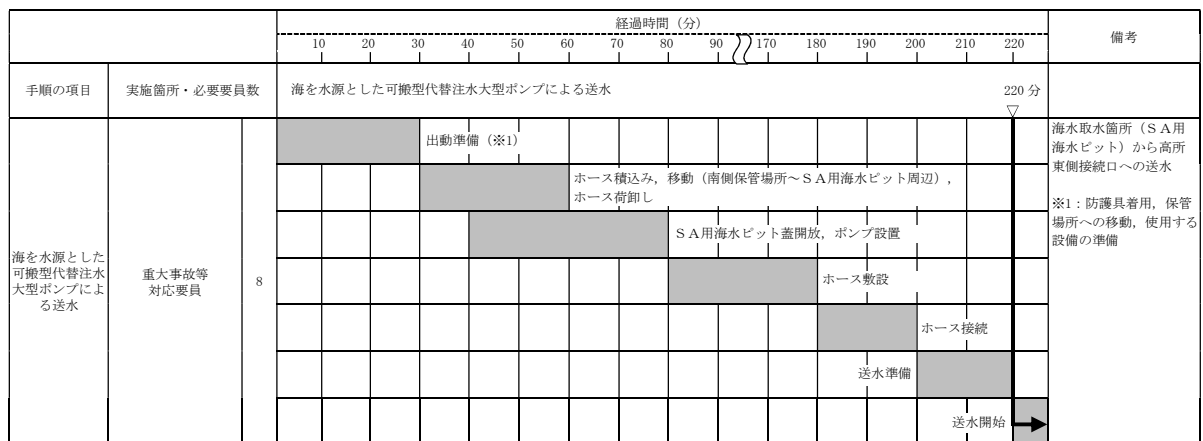 経過時間（分）
備考
10 20 30 40 50 60 70 80 90 170 180 190 200 210 220
手順の項目
実施箇所・必要要員数
海を水源とした可搬型代替注水大型ポンプによる送水
220 分
▽
海を水源とした
可搬型代替注水
大型ポンプによ
る送水
重大事故等
対応要員
8
出動準備（※1）
ホース積込み，移動（南側保管場所～ＳＡ用海水ピット周辺），
ホース荷卸し
ＳＡ用海水ピット蓋開放，ポンプ設置
ホース敷設
ホース接続
送水準備
送水開始
海水取水箇所（ＳＡ用
海水ピット）から高所
東側接続口への送水
※1：防護具着用，保管
場所への移動，使用する
設備の準備